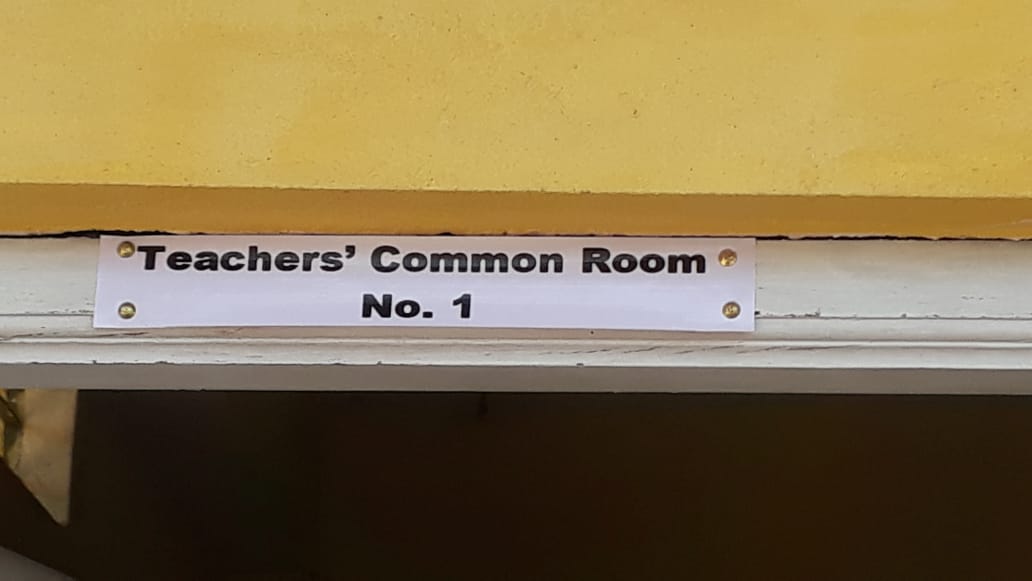 Teachers’ Common Room
No. 1